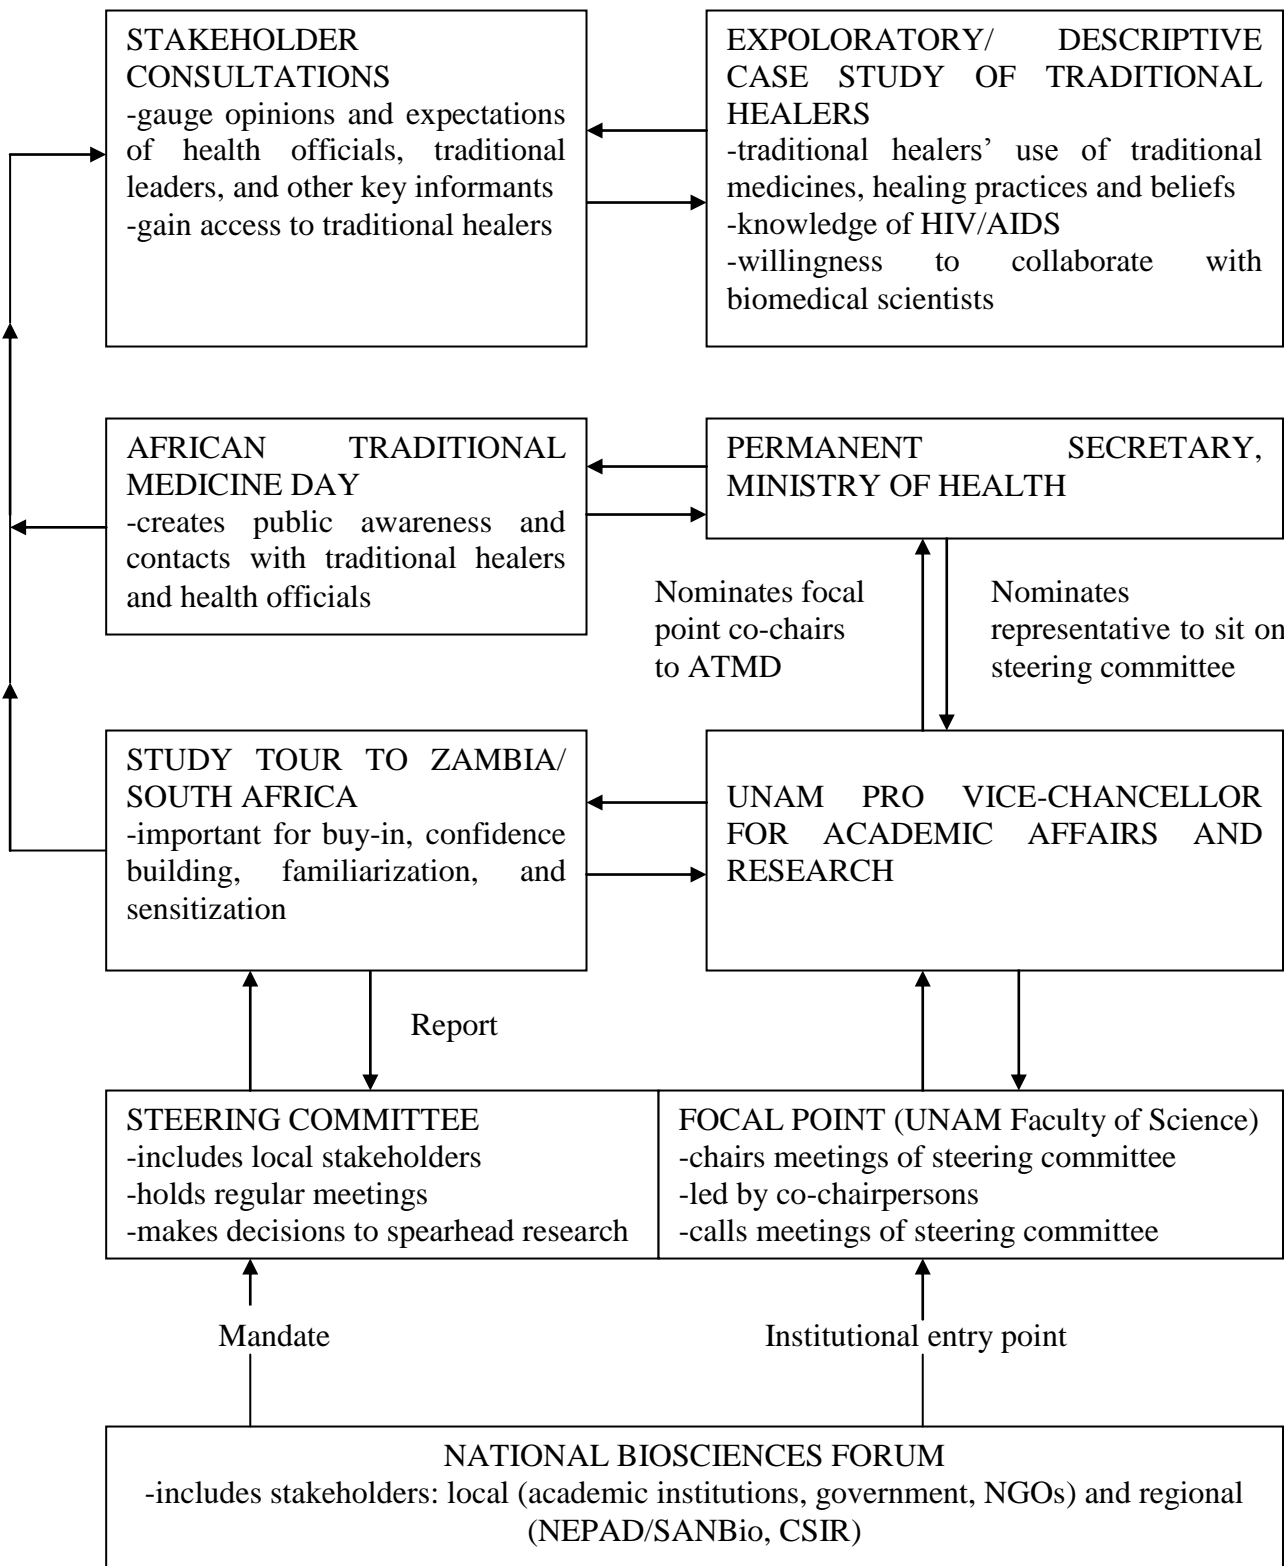 STAKEHOLDER
CONSULTATIONS
-gauge opinions and expectations
of health officials, traditional
leaders, and other key informants
-gain access to traditional healers
EXPOLORATORY/ DESCRIPTIVE
CASE STUDY OF TRADITIONAL
HEALERS
-traditional healers’ use of traditional
medicines, healing practices and beliefs
-knowledge of HIV/AIDS
-willingness to collaborate with
biomedical scientists
AFRICAN TRADITIONAL
MEDICINE DAY
-creates public awareness and
contacts with traditional healers
and health officials
PERMANENT SECRETARY,
MINISTRY OF HEALTH
Nominates focal
point co-chairs
to ATMD
Nominates
representative to sit on
steering committee
STUDY TOUR TO ZAMBIA/
SOUTH AFRICA
-important for buy-in, confidence
building, familiarization, and
sensitization
UNAM PRO VICE-CHANCELLOR
FOR ACADEMIC AFFAIRS AND
RESEARCH
Report
STEERING COMMITTEE
-includes local stakeholders
-holds regular meetings
-makes decisions to spearhead research
FOCAL POINT (UNAM Faculty of Science)
-chairs meetings of steering committee
-led by co-chairpersons
-calls meetings of steering committee
Mandate
Institutional entry point
NATIONAL BIOSCIENCES FORUM
-includes stakeholders: local (academic institutions, government, NGOs) and regional
(NEPAD/SANBio, CSIR)